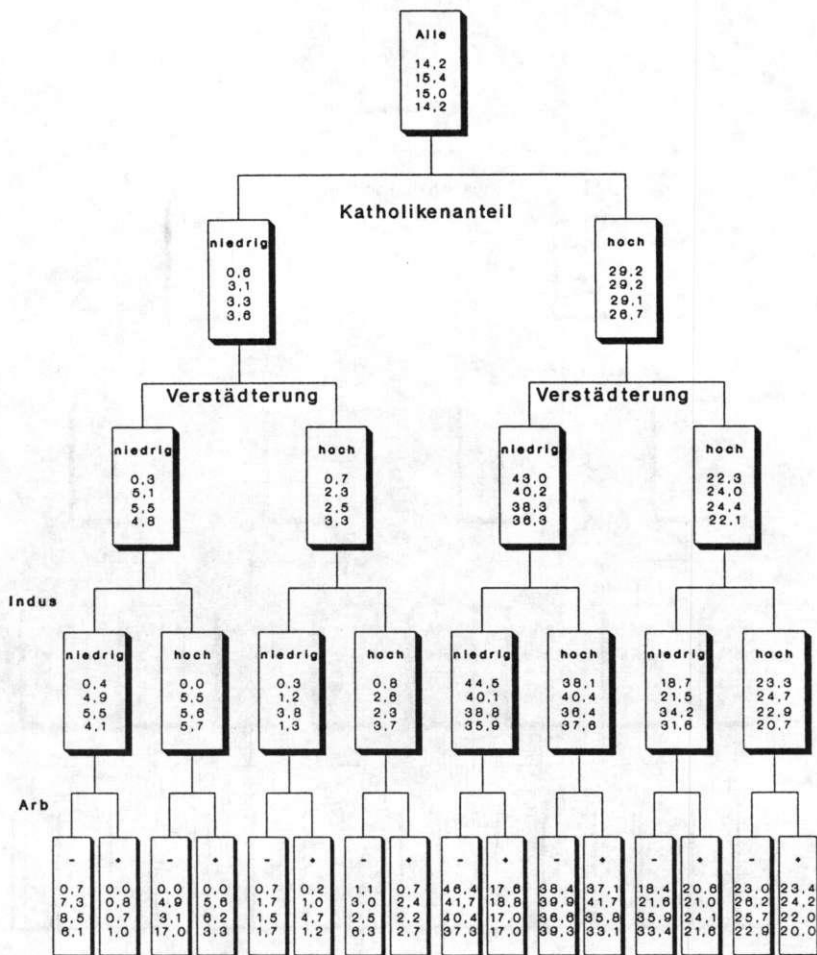 Alle
14,2
15,4
15,0
14,2
Katholikenanteil
niedrig hoch
0,6 29,2
3,1 29,2
3,3 29,1
3,6 26,7
Verstädterung Verstädterung
niedrig hoch niedrig hoch
0,3 0,7 43,0 22,3
5,1 2,3 40,2 24,0
5,5 2,5 38,3 24,4
4,8 3,3 36,3 22,1
Indus
niedrig hoch niedrig hoch niedrig hoch niedrig hoch
0,4 0,0 0,3 0,8 44,5 38,1 18,7 23,3
4,9 5,5 1,2 2,6 40,1 40,4 21,5 24,7
5,5 5,6 3,8 2,3 38,8 36,4 34,2 22,9
4,1 5,7 1,3 3,7 35,9 37,6 31,6 20,7
Arb
- + - + - + - + - + - + - + - +
0,7 0,0 0,0 0,0 0,7 0,2 1,1 0,7 46,4 17,6 38,4 37,1 18,4 20,6 23,0 23,4
7,3 0,8 4,9 5,6 1,7 1,0 3,0 2,4 41,7 18,8 39,9 41,7 21,6 21,0 26,2 24,2
8,5 0,7 3,1 6,2 1,5 4,7 2,5 2,2 40,4 17,0 36,6 35,8 35,9 24,1 25,7 22,0
6,1 1,0 17,0 3,3 1,7 1,2 6,3 2,7 37,3 17,0 39,3 33,1 33,4 21,6 22,9 20,0